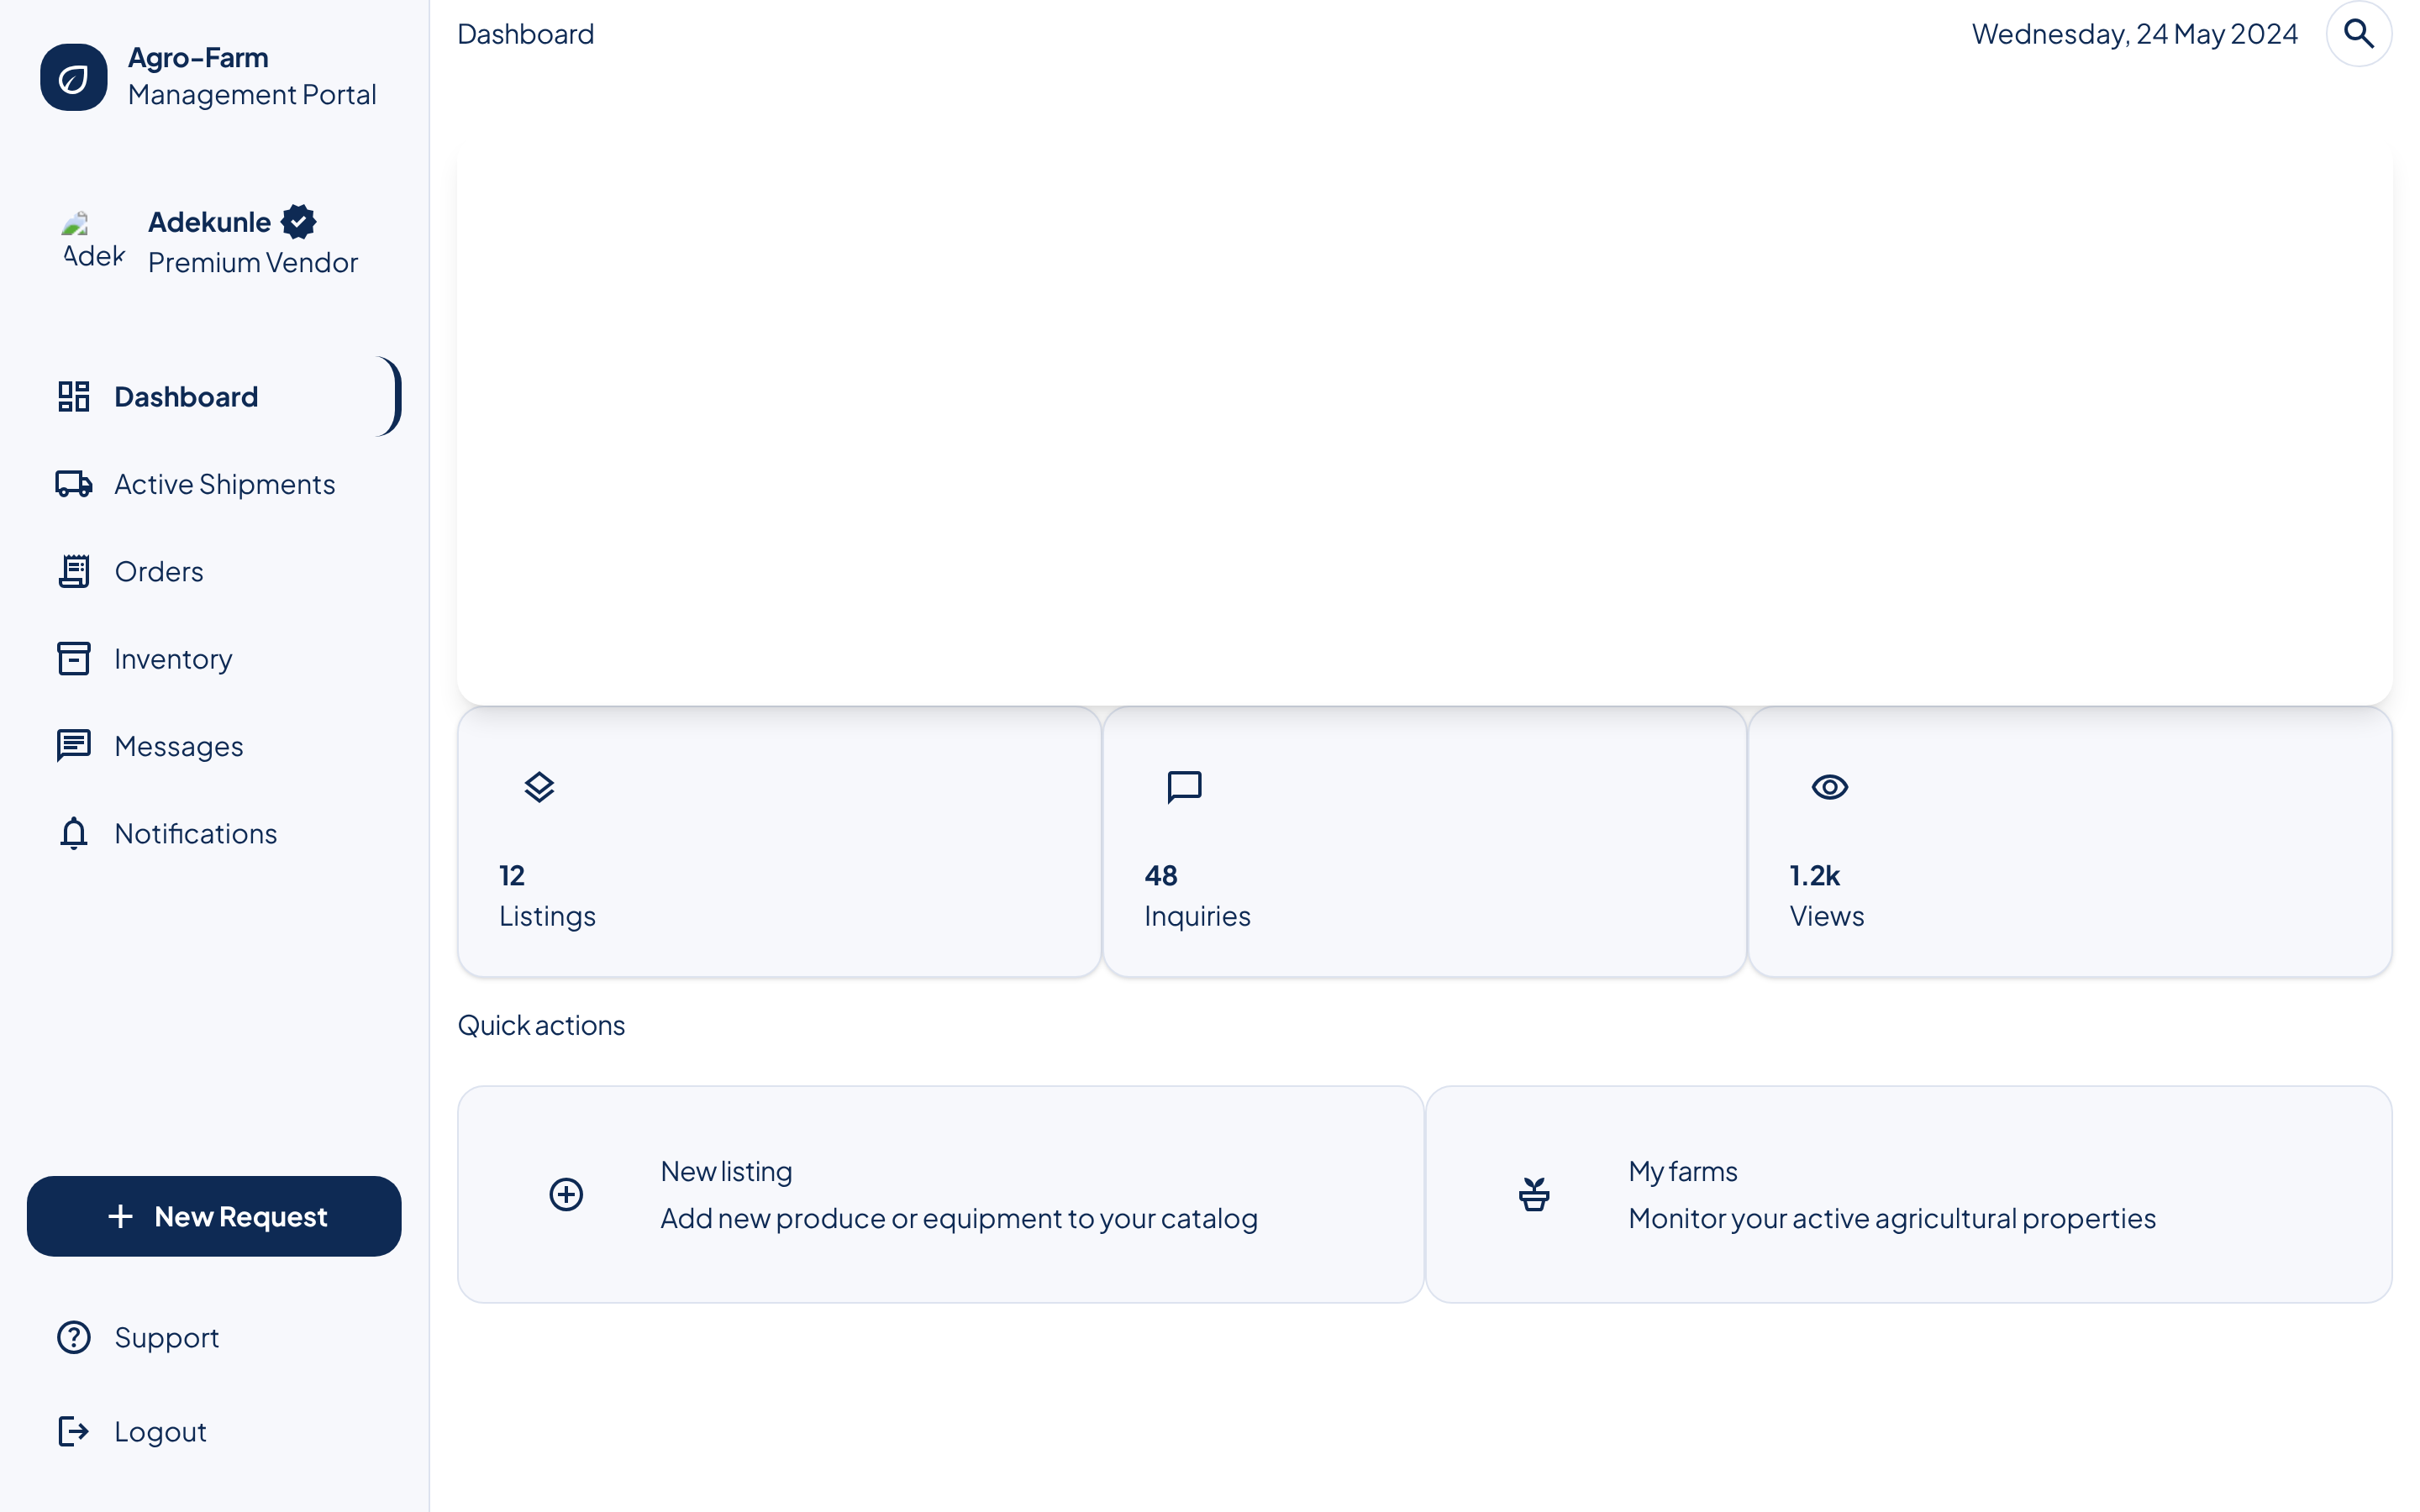 Agro-Farm
Management Portal
Adek
Adekunle
Premium Vendor
Dashboard
Active Shipments
Orders
Inventory
Messages
Notifications
New Request
Support
Logout
Dashboard
Wednesday, 24 May 2024
12
Listings
48
Inquiries
1.2k
Views
Quick actions
New listing
Add new produce or equipment to your catalog
My farms
Monitor your active agricultural properties